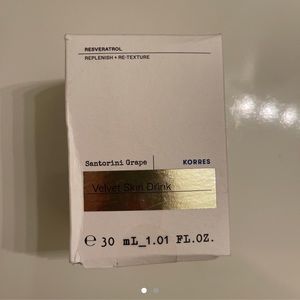 RESVERATROL
REPLENISH + RE-TEXTURE
Santorini Grape
KORRES
Velvet Skin Drink
℮ 30 mL_1.01 FL.OZ.